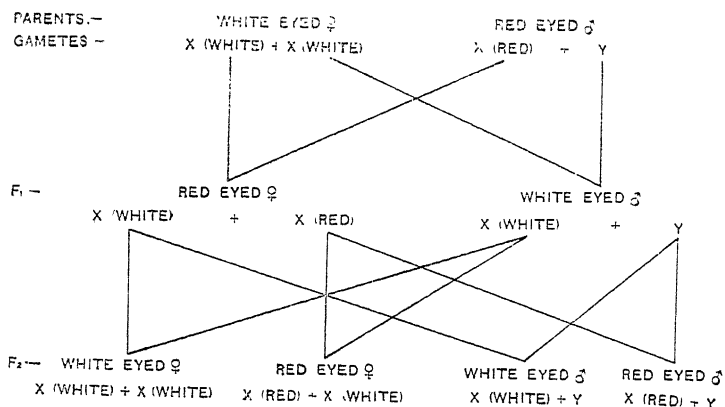 PARENTS.— WHITE EYED ♀ RED EYED ♂
GAMETES — X (WHITE) + X (WHITE) X (RED) + Y
F₁ — RED EYED ♀ WHITE EYED ♂
X (WHITE) + X (RED) X (WHITE) + Y
F₂— WHITE EYED ♀ RED EYED ♀ WHITE EYED ♂ RED EYED ♂
X (WHITE) + X (WHITE) X (RED) + X (WHITE) X (WHITE) + Y X (RED) + Y